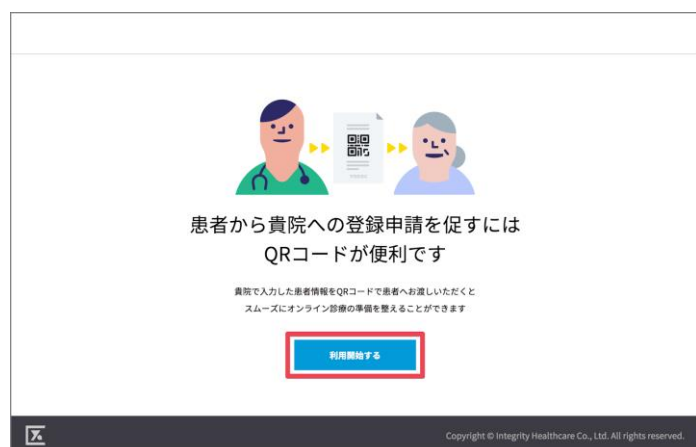 患者から貴院への登録申請を促すには
QRコードが便利です
貴院で入力した患者情報をQRコードで患者へお渡しいただくと
スムーズにオンライン診療の準備を整えることができます
利用開始する
Copyright © Integrity Healthcare Co., Ltd. All rights reserved.